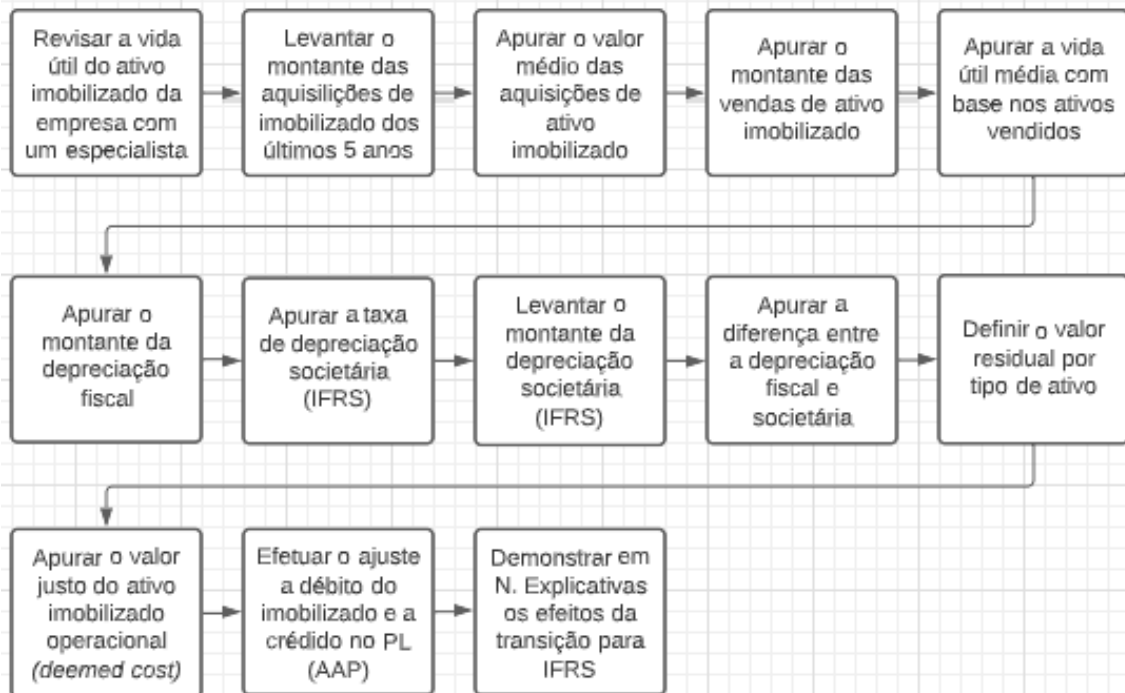 Revisar a vida
útil do ativo
imobilizado da
empresa com
um especialista
Levantar o
montante das
aquisilições de
imobilizado dos
últimos 5 anos
Apurar o valor
médio das
aquisições de
ativo
imobilizado
Apurar o
montante das
vendas de ativo
imobilizado
Apurar a vida
útil média com
base nos ativos
vendidos
Apurar o
montante da
depreciação
fiscal
Apurar a taxa
de depreciação
societária
(IFRS)
Levantar o
montante da
depreciação
societária
(IFRS)
Apurar a
diferença entre
a depreciação
fiscal e
societária
Definir o valor
residual por
tipo de ativo
Apurar o valor
justo do ativo
imobilizado
operacional
(deemed cost)
Efetuar o ajuste
a débito do
imobilizado e a
crédido no PL
(AAP)
Demonstrar em
N. Explicativas
os efeitos da
transição para
IFRS